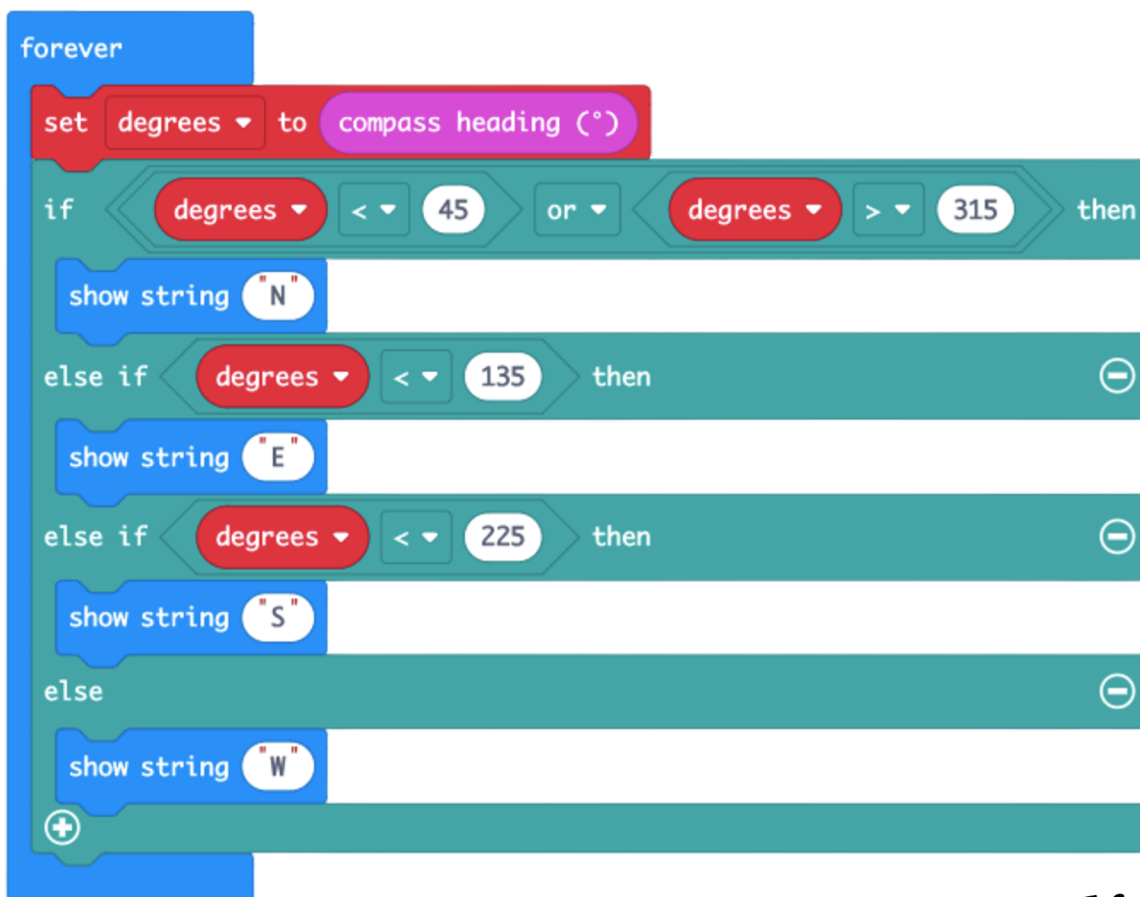 forever
set degrees to compass heading (°)
if degrees < 45 or degrees > 315 then
show string "N"
else if degrees < 135 then
show string "E"
else if degrees < 225 then
show string "S"
else
show string "W"